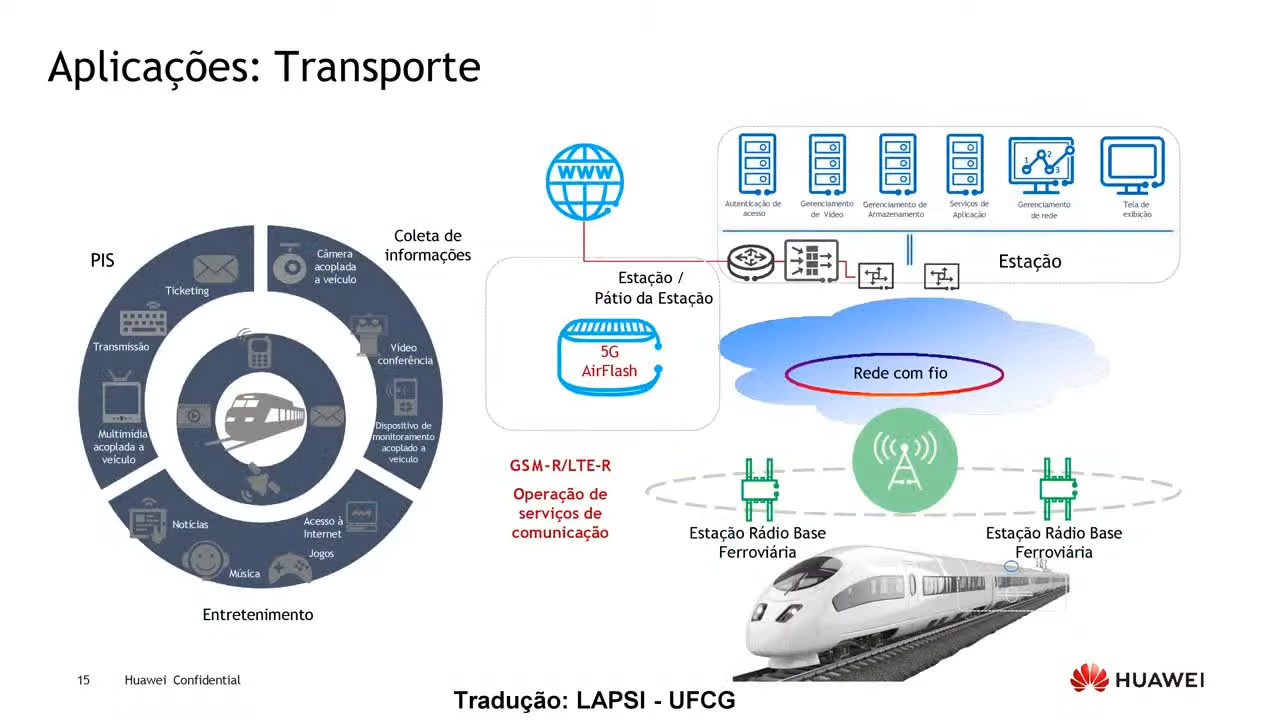 Aplicações: Transporte
PIS
Ticketing
Transmissão
Multimídia
acoplada a
veículo
Coleta de
informações
Câmera
acoplada
a veículo
Vídeo
conferência
Dispositivo de
monitoramento
acoplado a
veículo
Notícias
Música
Acesso à
Internet
Jogos
Entretenimento
WWW
Autenticação de
acesso
Gerenciamento
de Vídeo
Gerenciamento de
Armazenamento
Serviços de
Aplicação
1
2
3
Gerenciamento
de rede
Tela de
exibição
Estação
Estação /
Pátio da Estação
5G
AirFlash
Rede com fio
GSM-R/LTE-R
Operação de
serviços de
comunicação
Estação Rádio Base
Ferroviária
Estação Rádio Base
Ferroviária
15
Huawei Confidential
HUAWEI
Tradução: LAPSI - UFCG